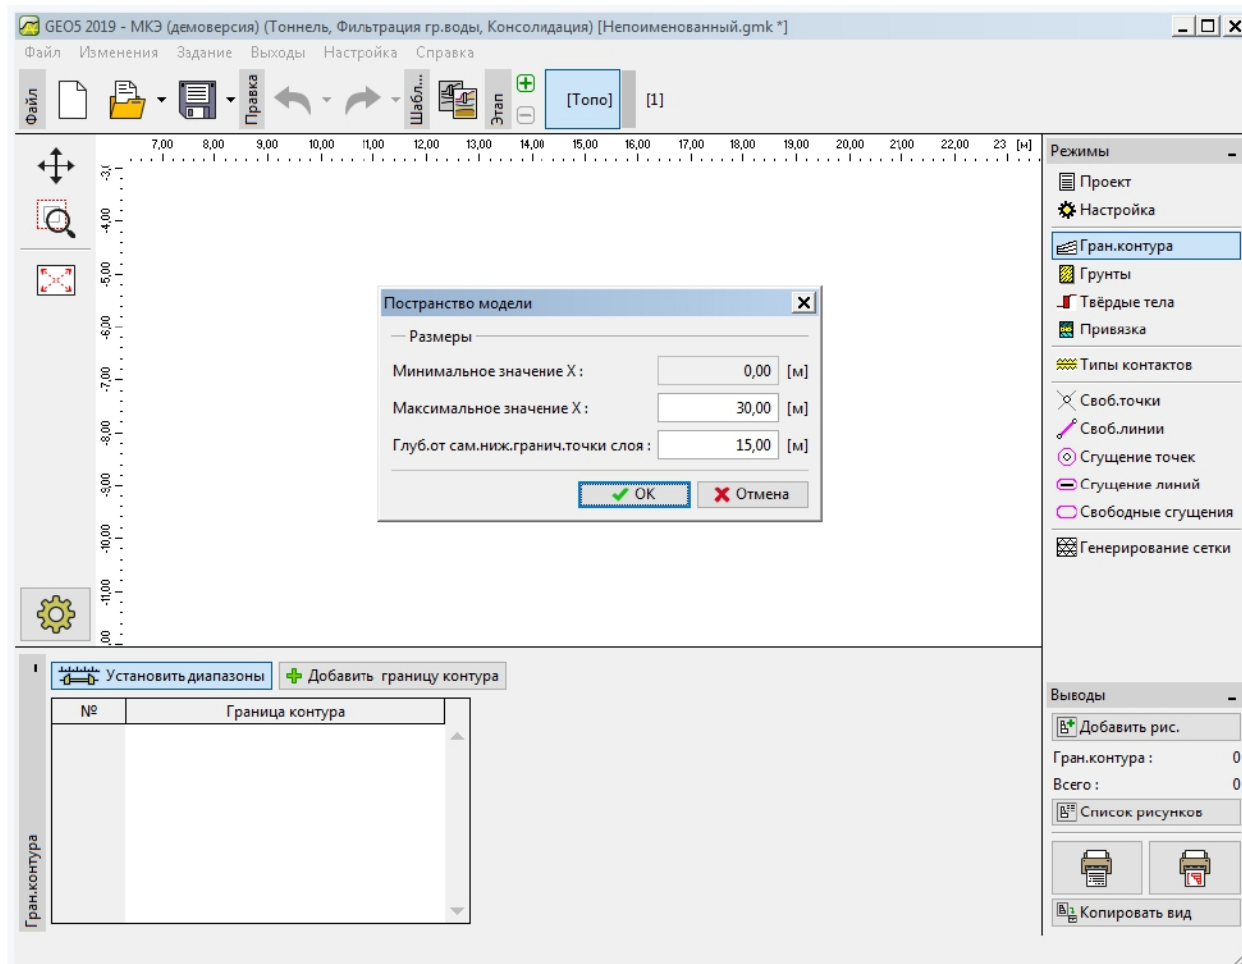 GEO5 2019 - МКЭ (демоверсия) (Тоннель, Фильтрация гр.воды, Консолидация) [Непоименованный.gmk *]
Файл Изменения Задание Выходы Настройка Справка
Файл
Правка
Шабл...
Этап
[Топо]
[1]
7,00 8,00 9,00 10,00 11,00 12,00 13,00 14,00 15,00 16,00 17,00 18,00 19,00 20,00 21,00 22,00 23 [м]
-3,(
-4,00
-5,00
-6,00
-7,00
-8,00
-9,00
-10,00
-11,00
,00
Постранство модели
Размеры
Минимальное значение X : 0,00 [м]
Максимальное значение X : 30,00 [м]
Глуб.от сам.ниж.гранич.точки слоя : 15,00 [м]
OK
Отмена
Режимы
Проект
Настройка
Гран.контура
Грунты
Твёрдые тела
Привязка
Типы контактов
Своб.точки
Своб.линии
Сгущение точек
Сгущение линий
Свободные сгущения
Генерирование сетки
Установить диапазоны
Добавить границу контура
№ Граница контура
Гран.контура
Выводы
Добавить рис.
Гран.контура : 0
Всего : 0
Список рисунков
Копировать вид